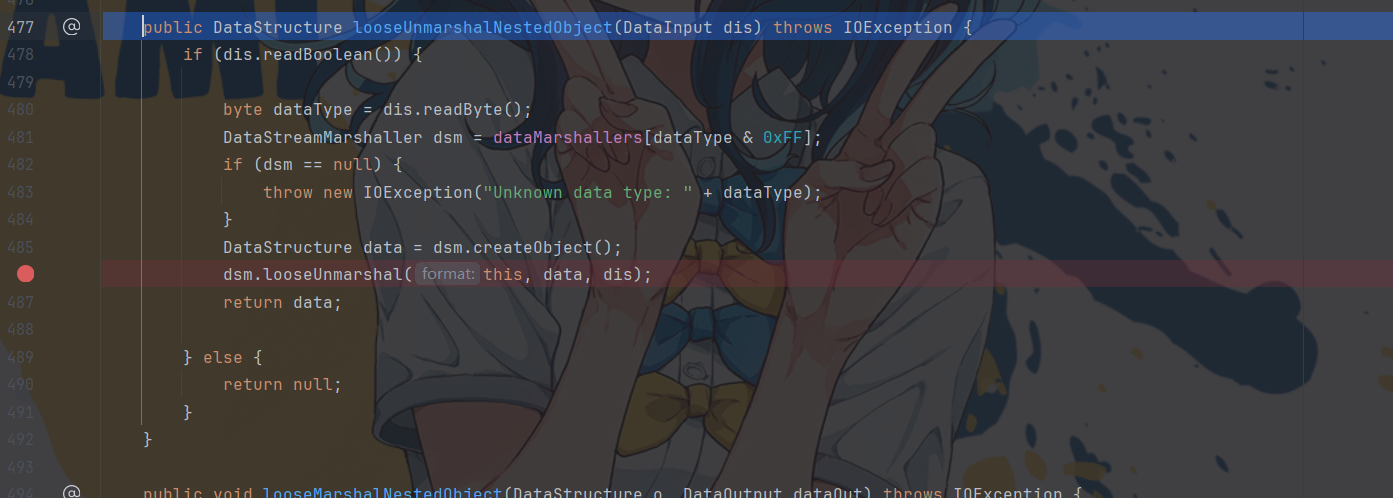 477 @ public DataStructure looseUnmarshalNestedObject(DataInput dis) throws IOException {
478 if (dis.readBoolean()) {
479
480 byte dataType = dis.readByte();
481 DataStreamMarshaller dsm = dataMarshallers[dataType & 0xFF];
482 if (dsm == null) {
483 throw new IOException("Unknown data type: " + dataType);
484 }
485 DataStructure data = dsm.createObject();
dsm.looseUnmarshal( format: this, data, dis);
487 return data;
488
489 } else {
490 return null;
491 }
492 }
493
494 @ public void looseMarshalNestedObject(DataStructure o, DataOutput dataOut) throws IOException {